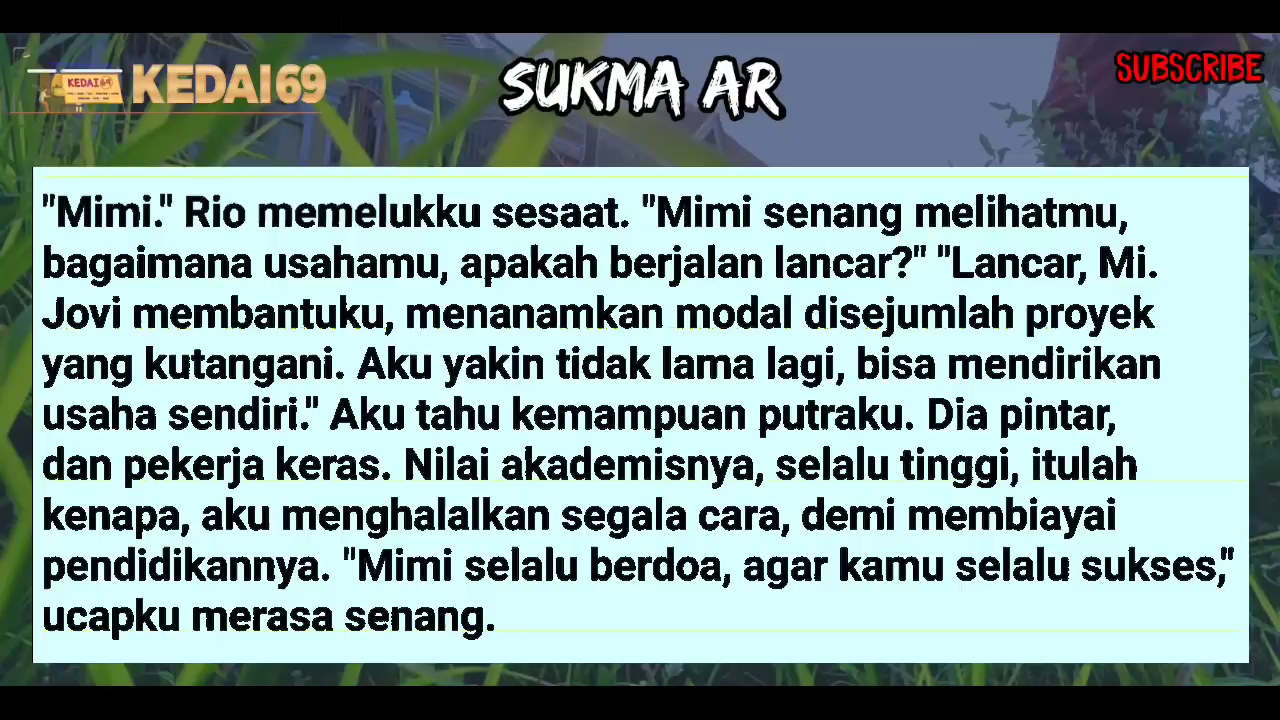 KEDAI69
KEDAI69
SUKMA AR
SUBSCRIBE
"Mimi." Rio memelukku sesaat. "Mimi senang melihatmu,
bagaimana usahamu, apakah berjalan lancar?" "Lancar, Mi.
Jovi membantuku, menanamkan modal disejumlah proyek
yang kutangani. Aku yakin tidak lama lagi, bisa mendirikan
usaha sendiri." Aku tahu kemampuan putraku. Dia pintar,
dan pekerja keras. Nilai akademisnya, selalu tinggi, itulah
kenapa, aku menghalalkan segala cara, demi membiayai
pendidikannya. "Mimi selalu berdoa, agar kamu selalu sukses,"
ucapku merasa senang.